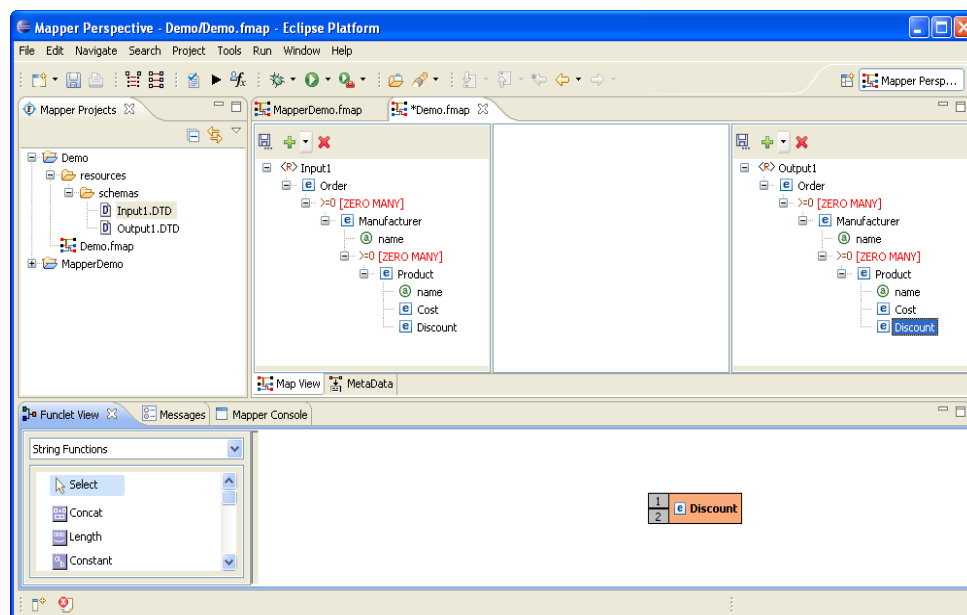 Mapper Perspective - Demo/Demo.fmap - Eclipse Platform
File Edit Navigate Search Project Tools Run Window Help
Mapper Persp...
Mapper Projects
MapperDemo.fmap
*Demo.fmap
Demo
resources
schemas
Input1.DTD
Output1.DTD
Demo.fmap
MapperDemo
<R> Input1
e Order
>=0 [ZERO MANY]
e Manufacturer
a name
>=0 [ZERO MANY]
e Product
a name
e Cost
e Discount
<R> Output1
e Order
>=0 [ZERO MANY]
e Manufacturer
a name
>=0 [ZERO MANY]
e Product
a name
e Cost
e Discount
Map View
MetaData
Funclet View
Messages
Mapper Console
String Functions
Select
Concat
Length
Constant
1
2
e Discount